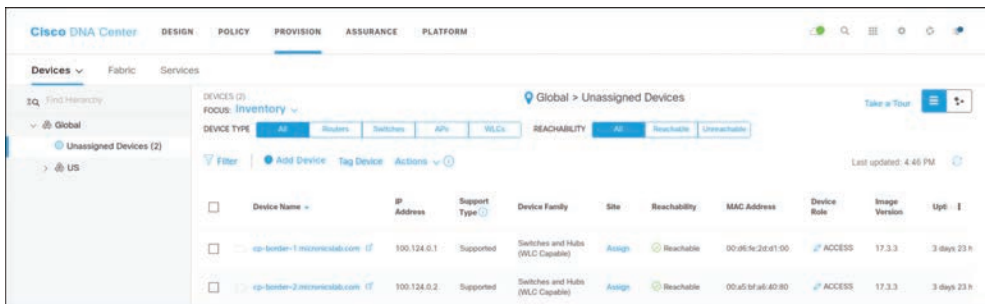 Cisco DNA Center DESIGN POLICY PROVISION ASSURANCE PLATFORM
Devices Fabric Services
Find Hierarchy
Global
Unassigned Devices (2)
US
DEVICES (2)
FOCUS: Inventory
Global > Unassigned Devices
Take a Tour
DEVICE TYPE All Routers Switches APs WLCs REACHABILITY All Reachable Unreachable
Filter Add Device Tag Device Actions Last updated: 4:46 PM
Device Name IP Address Support Type Device Family Site Reachability MAC Address Device Role Image Version Upti
cp-border-1.micronicslab.com 100.124.0.1 Supported Switches and Hubs (WLC Capable) Assign Reachable 00:d6:fe:2d:d1:00 ACCESS 17.3.3 3 days 23 h
cp-border-2.micronicslab.com 100.124.0.2 Supported Switches and Hubs (WLC Capable) Assign Reachable 00:a5:bf:a6:40:80 ACCESS 17.3.3 3 days 23 h